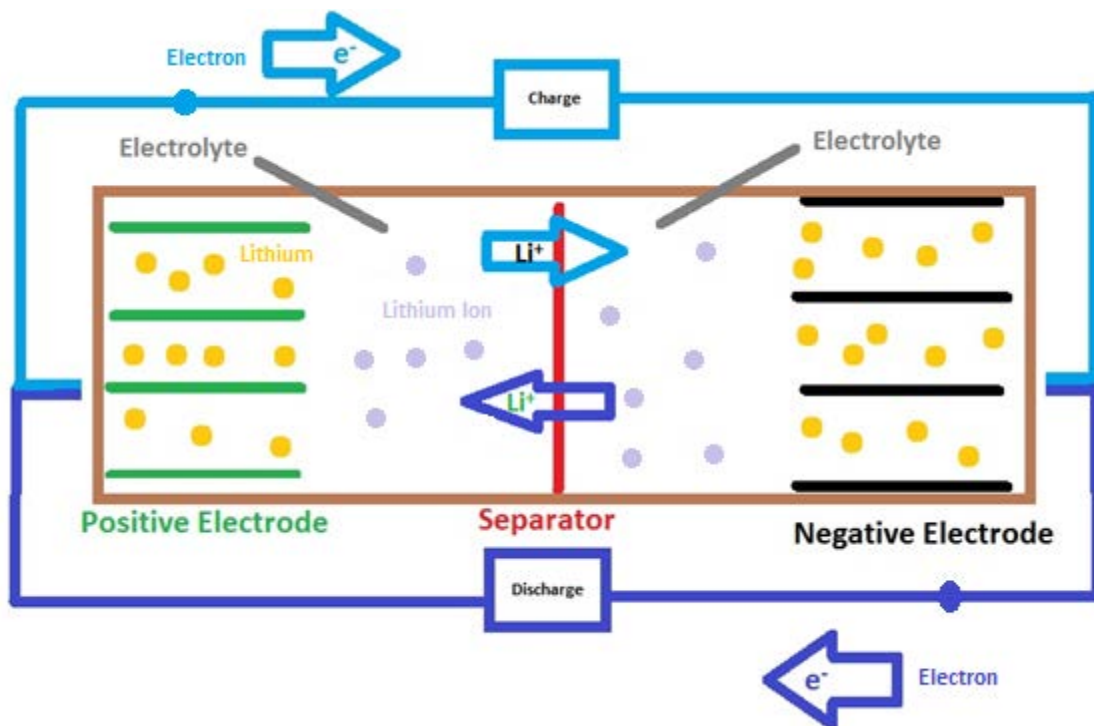 Electron
e-
Charge
Electrolyte
Electrolyte
Lithium
Li+
Lithium Ion
Li+
Positive Electrode
Separator
Negative Electrode
Discharge
e-
Electron